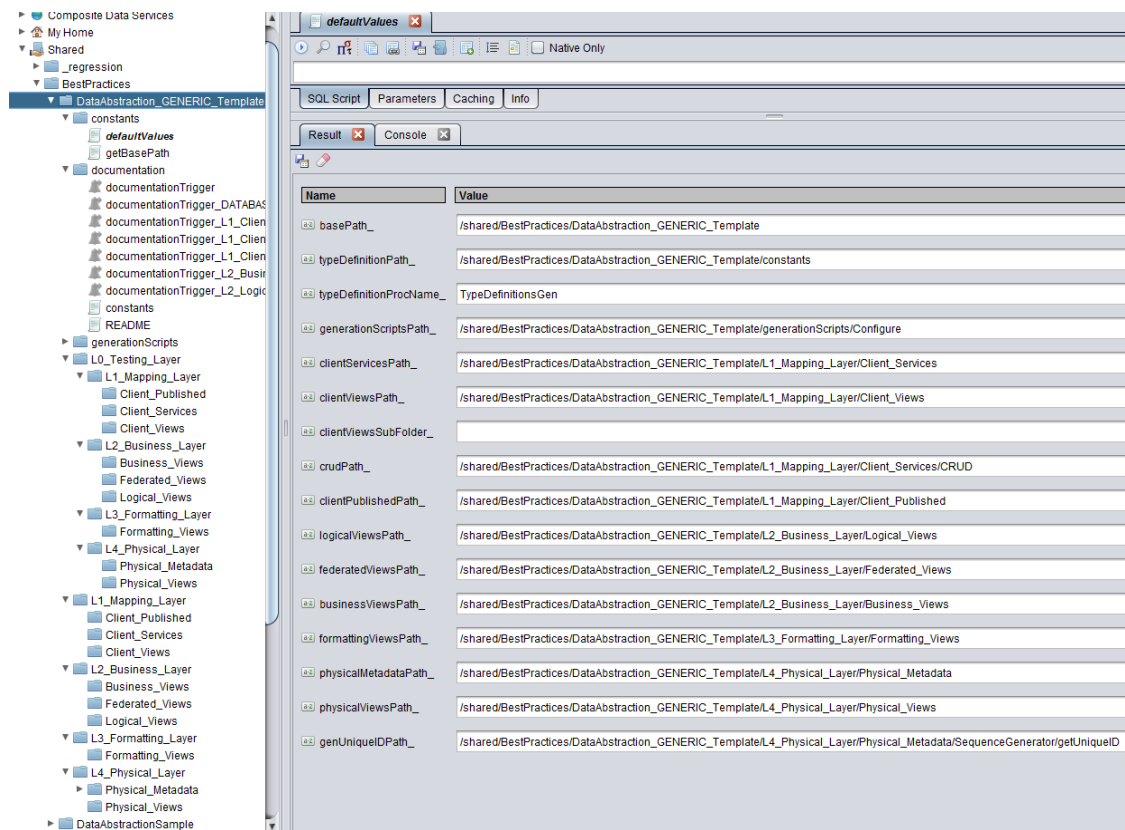 Composite Data Services
My Home
Shared
_regression
BestPractices
DataAbstraction_GENERIC_Template
constants
defaultValues
getBasePath
documentation
documentationTrigger
documentationTrigger_DATABAS
documentationTrigger_L1_Clien
documentationTrigger_L1_Clien
documentationTrigger_L1_Clien
documentationTrigger_L2_Busin
documentationTrigger_L2_Logic
constants
README
generationScripts
L0_Testing_Layer
L1_Mapping_Layer
Client_Published
Client_Services
Client_Views
L2_Business_Layer
Business_Views
Federated_Views
Logical_Views
L3_Formatting_Layer
Formatting_Views
L4_Physical_Layer
Physical_Metadata
Physical_Views
L1_Mapping_Layer
Client_Published
Client_Services
Client_Views
L2_Business_Layer
Business_Views
Federated_Views
Logical_Views
L3_Formatting_Layer
Formatting_Views
L4_Physical_Layer
Physical_Metadata
Physical_Views
DataAbstractionSample
defaultValues
Native Only
SQL Script Parameters Caching Info
Result Console
Name Value
basePath_ /shared/BestPractices/DataAbstraction_GENERIC_Template
typeDefinitionPath_ /shared/BestPractices/DataAbstraction_GENERIC_Template/constants
typeDefinitionProcName_ TypeDefinitionsGen
generationScriptsPath_ /shared/BestPractices/DataAbstraction_GENERIC_Template/generationScripts/Configure
clientServicesPath_ /shared/BestPractices/DataAbstraction_GENERIC_Template/L1_Mapping_Layer/Client_Services
clientViewsPath_ /shared/BestPractices/DataAbstraction_GENERIC_Template/L1_Mapping_Layer/Client_Views
clientViewsSubFolder_
crudPath_ /shared/BestPractices/DataAbstraction_GENERIC_Template/L1_Mapping_Layer/Client_Services/CRUD
clientPublishedPath_ /shared/BestPractices/DataAbstraction_GENERIC_Template/L1_Mapping_Layer/Client_Published
logicalViewsPath_ /shared/BestPractices/DataAbstraction_GENERIC_Template/L2_Business_Layer/Logical_Views
federatedViewsPath_ /shared/BestPractices/DataAbstraction_GENERIC_Template/L2_Business_Layer/Federated_Views
businessViewsPath_ /shared/BestPractices/DataAbstraction_GENERIC_Template/L2_Business_Layer/Business_Views
formattingViewsPath_ /shared/BestPractices/DataAbstraction_GENERIC_Template/L3_Formatting_Layer/Formatting_Views
physicalMetadataPath_ /shared/BestPractices/DataAbstraction_GENERIC_Template/L4_Physical_Layer/Physical_Metadata
physicalViewsPath_ /shared/BestPractices/DataAbstraction_GENERIC_Template/L4_Physical_Layer/Physical_Views
genUniqueIDPath_ /shared/BestPractices/DataAbstraction_GENERIC_Template/L4_Physical_Layer/Physical_Metadata/SequenceGenerator/getUniqueID